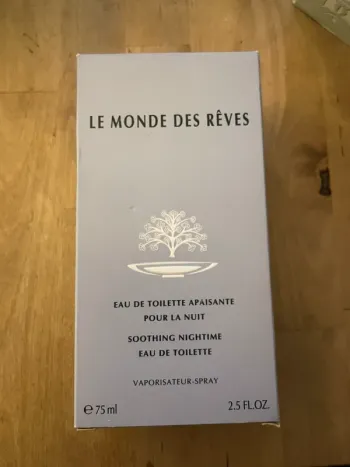 LE MONDE DES RÊVES
EAU DE TOILETTE APAISANTE
POUR LA NUIT
SOOTHING NIGHTIME
EAU DE TOILETTE
VAPORISATEUR-SPRAY
℮ 75 ml 2.5 FL.OZ.